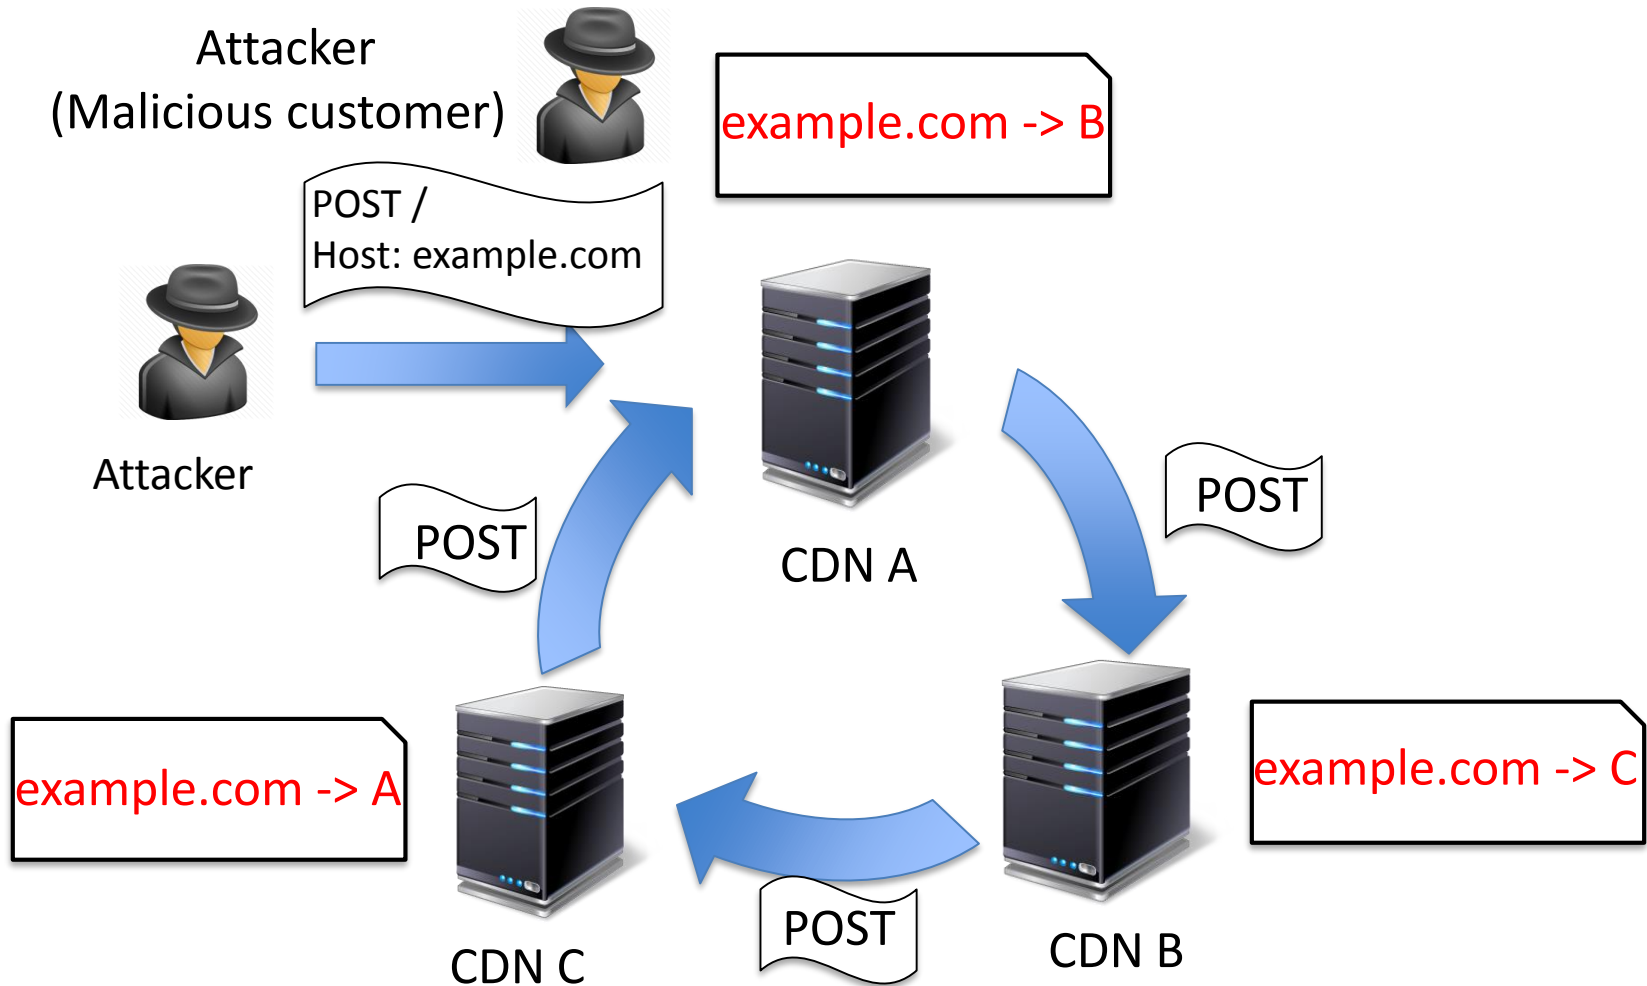 Attacker
(Malicious customer)
example.com -> B
POST /
Host: example.com
Attacker
POST
POST
CDN A
example.com -> A
example.com -> C
POST
CDN B
CDN C